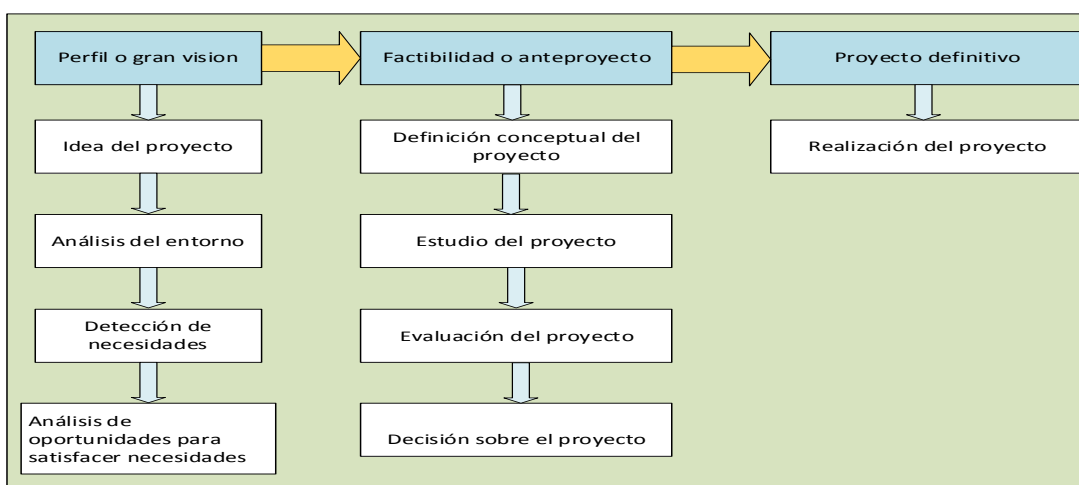 Perfil o gran vision
Factibilidad o anteproyecto
Proyecto definitivo
Idea del proyecto
Definición conceptual del
proyecto
Realización del proyecto
Análisis del entorno
Estudio del proyecto
Detección de
necesidades
Evaluación del proyecto
Análisis de
oportunidades para
satisfacer necesidades
Decisión sobre el proyecto